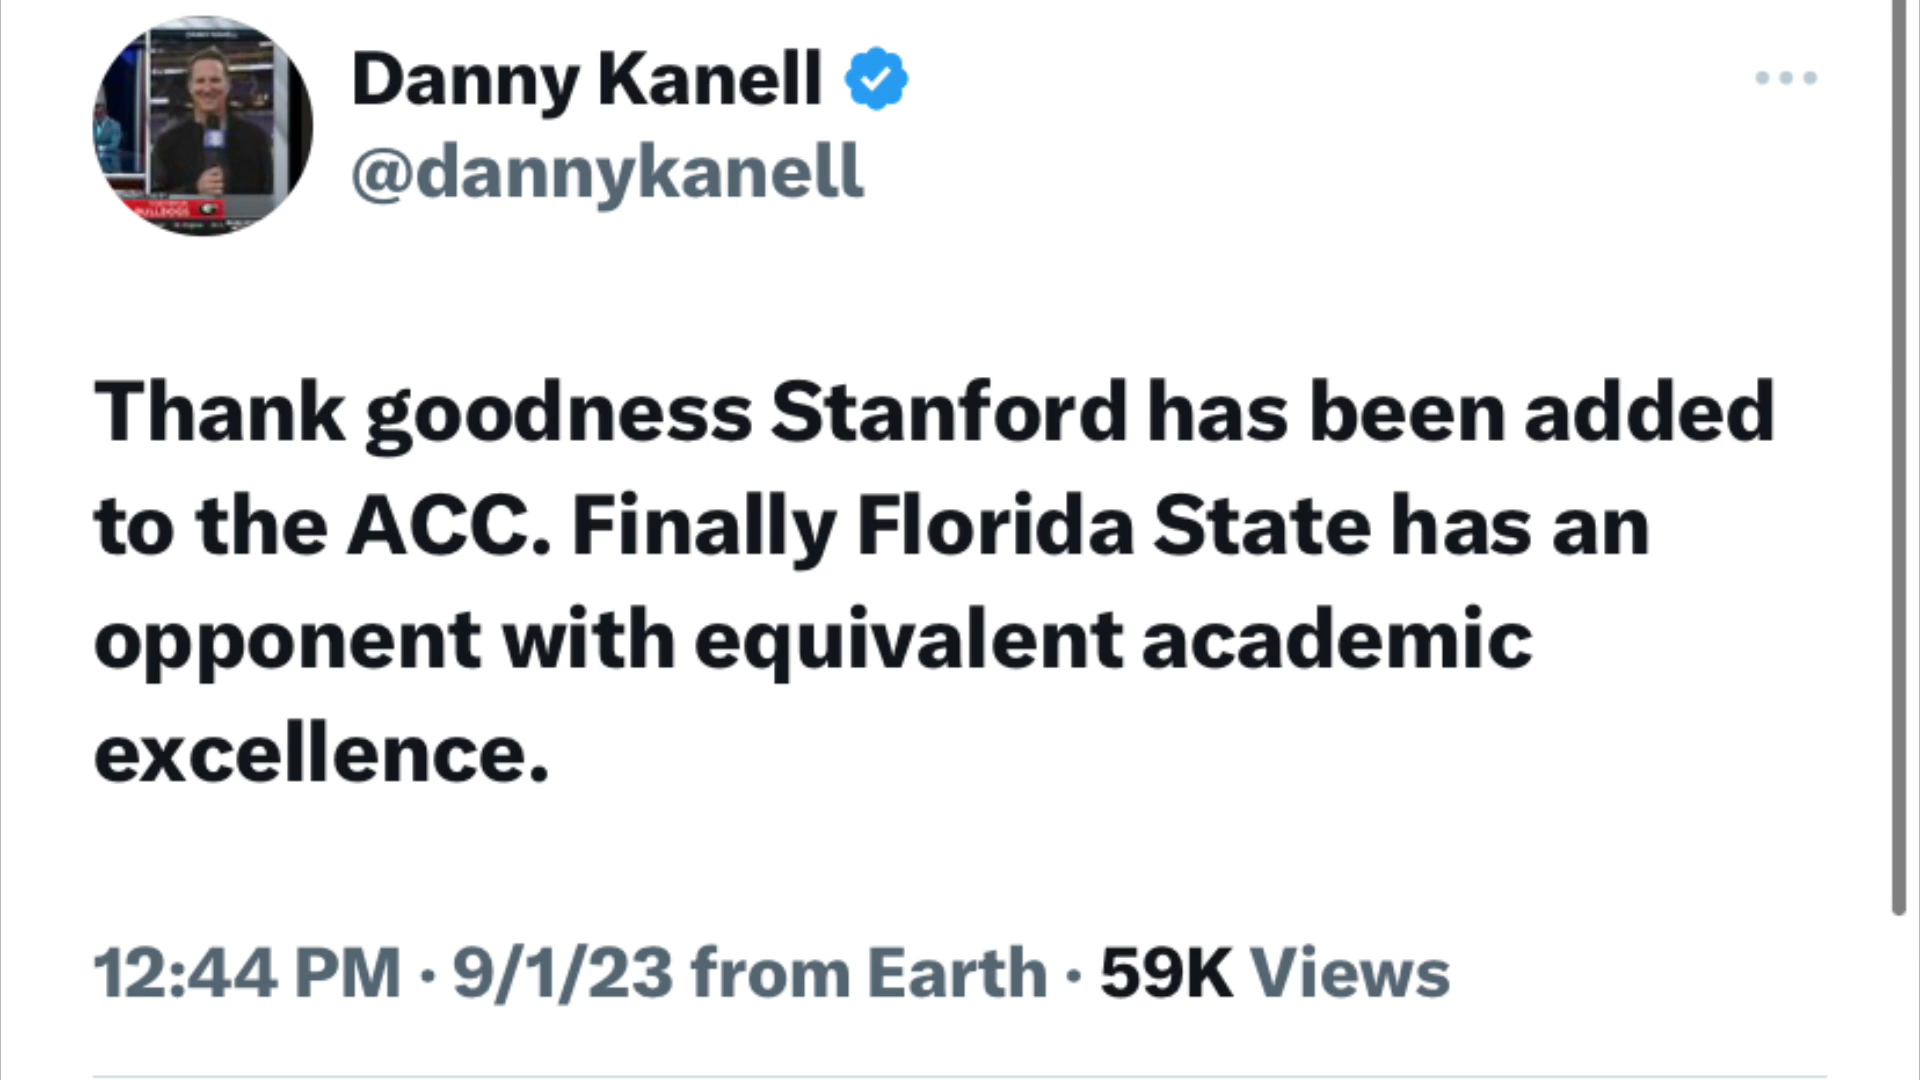 Danny Kanell
@dannykanell
BULLDOGS
Thank goodness Stanford has been added
to the ACC. Finally Florida State has an
opponent with equivalent academic
excellence.
12:44 PM · 9/1/23 from Earth · 59K Views